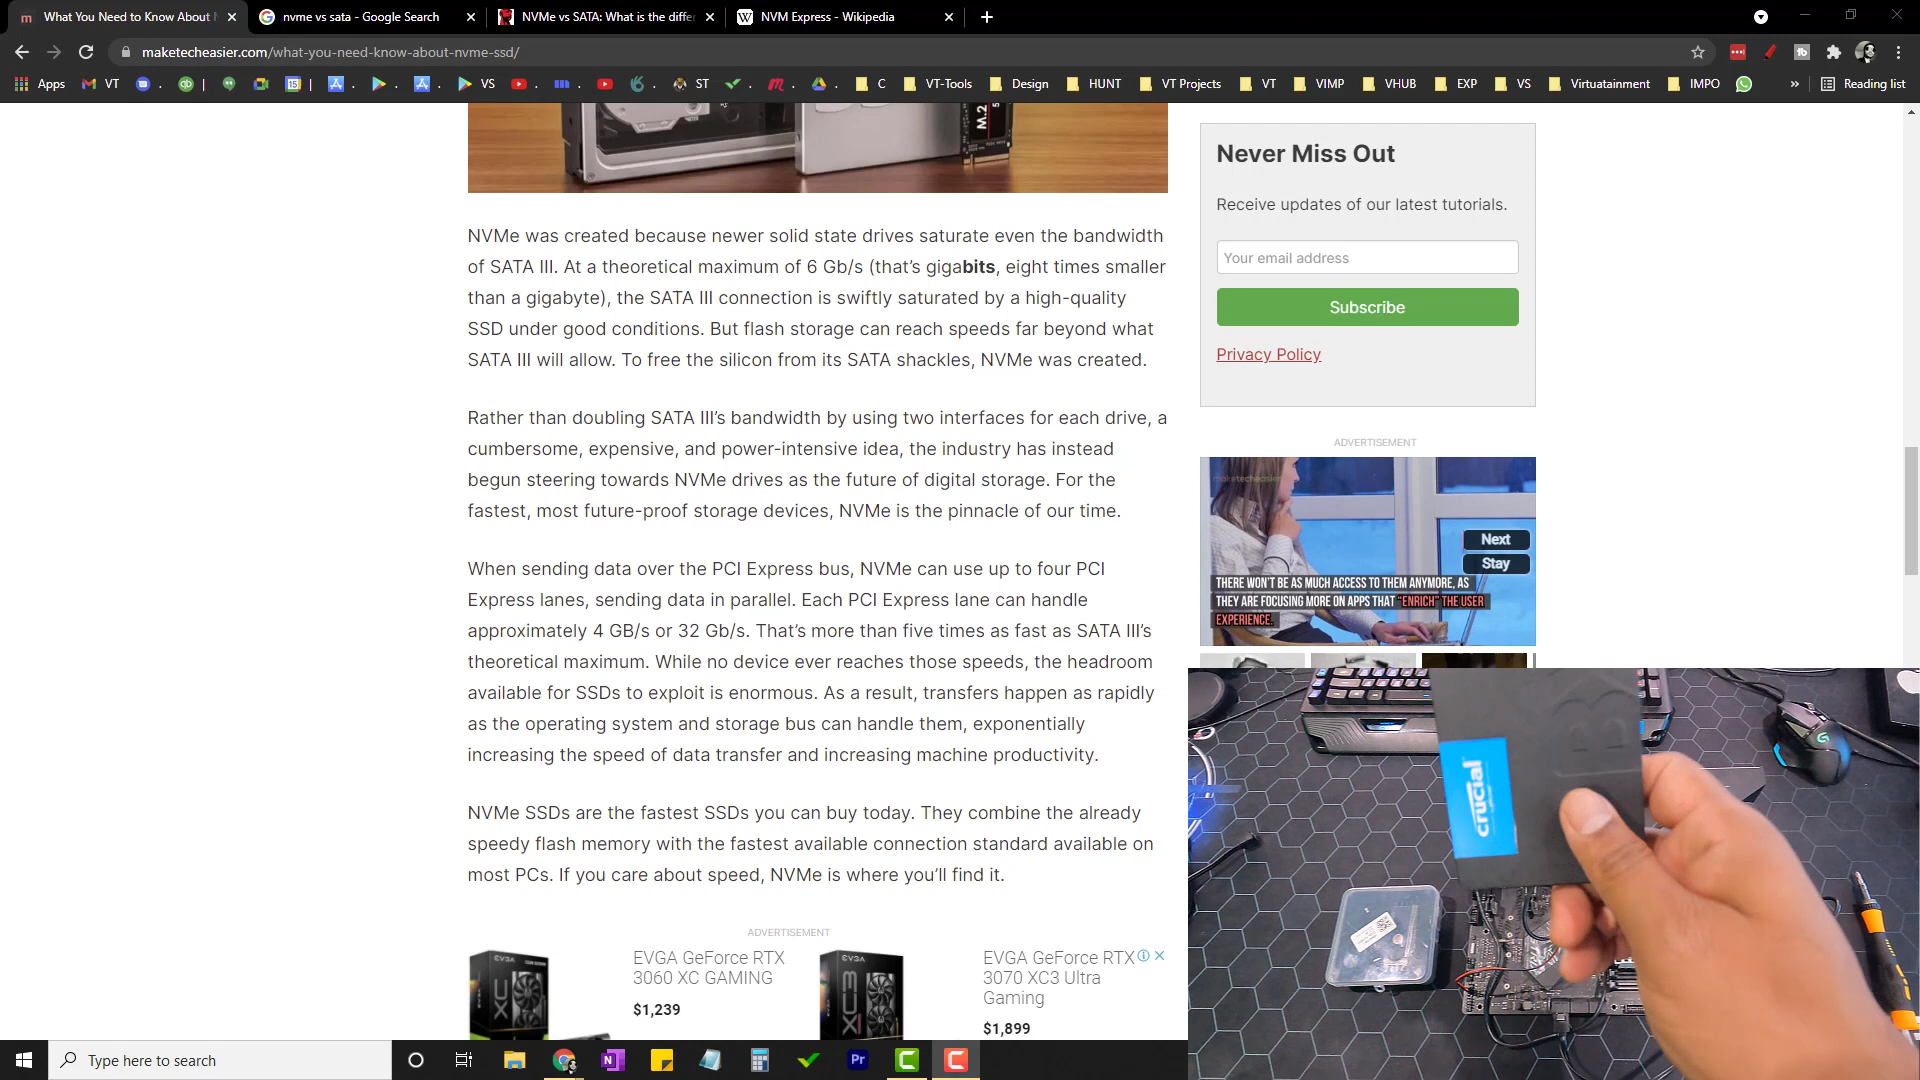 What You Need to Know About N
nvme vs sata - Google Search
NVMe vs SATA: What is the differ
NVM Express - Wikipedia
maketecheasier.com/what-you-need-know-about-nvme-ssd/
Apps
VT
15
VS
ST
C
VT-Tools
Design
HUNT
VT Projects
VT
VIMP
VHUB
EXP
VS
Virtuatainment
IMPO
»
Reading list
M.2
NVMe was created because newer solid state drives saturate even the bandwidth
of SATA III. At a theoretical maximum of 6 Gb/s (that’s gigabits, eight times smaller
than a gigabyte), the SATA III connection is swiftly saturated by a high-quality
SSD under good conditions. But flash storage can reach speeds far beyond what
SATA III will allow. To free the silicon from its SATA shackles, NVMe was created.
Rather than doubling SATA III’s bandwidth by using two interfaces for each drive, a
cumbersome, expensive, and power-intensive idea, the industry has instead
begun steering towards NVMe drives as the future of digital storage. For the
fastest, most future-proof storage devices, NVMe is the pinnacle of our time.
When sending data over the PCI Express bus, NVMe can use up to four PCI
Express lanes, sending data in parallel. Each PCI Express lane can handle
approximately 4 GB/s or 32 Gb/s. That’s more than five times as fast as SATA III’s
theoretical maximum. While no device ever reaches those speeds, the headroom
available for SSDs to exploit is enormous. As a result, transfers happen as rapidly
as the operating system and storage bus can handle them, exponentially
increasing the speed of data transfer and increasing machine productivity.
NVMe SSDs are the fastest SSDs you can buy today. They combine the already
speedy flash memory with the fastest available connection standard available on
most PCs. If you care about speed, NVMe is where you’ll find it.
ADVERTISEMENT
EVGA
XC
EVGA GeForce RTX
3060 XC GAMING
$1,239
EVGA
XC3
EVGA GeForce RTX
3070 XC3 Ultra
Gaming
$1,899
Never Miss Out
Receive updates of our latest tutorials.
Your email address
Subscribe
Privacy Policy
ADVERTISEMENT
maketecheasier
Next
Stay
THERE WON'T BE AS MUCH ACCESS TO THEM ANYMORE, AS
THEY ARE FOCUSING MORE ON APPS THAT "ENRICH" THE USER
EXPERIENCE.
crucial
Type here to search
Pr